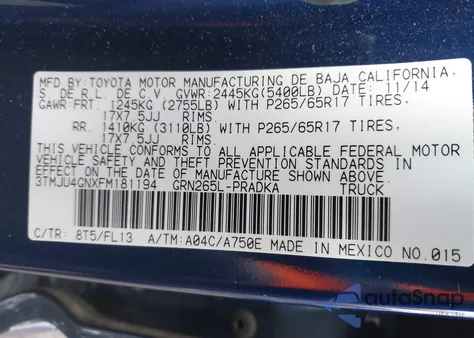 MFD. BY: TOYOTA MOTOR MANUFACTURING DE BAJA CALIFORNIA,
S DE R.L DE C.V GVWR: 2445KG(5400LB) DATE: 11/14
GAWR:FRT. 1245KG (2755LB) WITH P265/65R17 TIRES,
17X7.5JJ RIMS
RR. 1410KG (3110LB) WITH P265/65R17 TIRES,
17X7.5JJ RIMS
THIS VEHICLE CONFORMS TO ALL APPLICABLE FEDERAL MOTOR
VEHICLE SAFETY AND THEFT PREVENTION STANDARDS IN
EFFECT ON THE DATE OF MANUFACTURE SHOWN ABOVE.
3TMJU4GNXFM181194 GRN265L-PRADKA TRUCK
C/TR: 8T5/FL13 A/TM:A04C/A750E MADE IN MEXICO NO.015
autoSnap